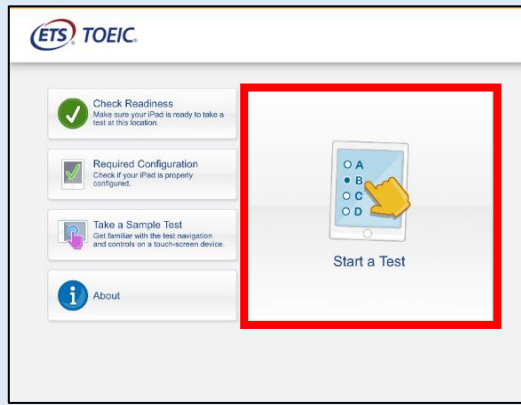 ETS TOEIC.
Check Readiness
Make sure your iPad is ready to take a
test at this location.
Required Configuration
Check if your iPad is properly
configured.
Take a Sample Test
Get familiar with the test navigation
and controls on a touch-screen device.
i About
A
B
C
D
Start a Test